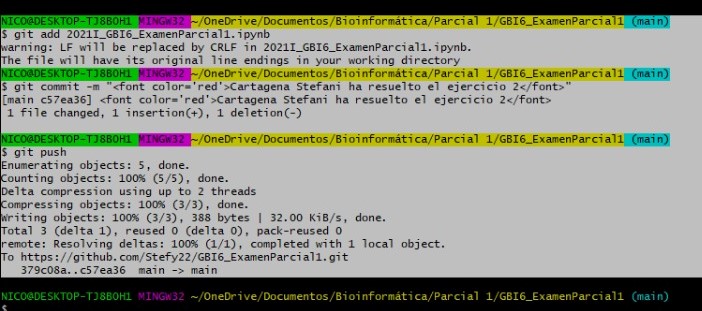 NICO@DESKTOP-TJ8B0H1 MINGW32 ~/OneDrive/Documentos/Bioinformática/Parcial 1/GBI6_ExamenParcial1 (main)
$ git add 2021I_GBI6_ExamenParcial1.ipynb
warning: LF will be replaced by CRLF in 2021I_GBI6_ExamenParcial1.ipynb.
The file will have its original line endings in your working directory
NICO@DESKTOP-TJ8B0H1 MINGW32 ~/OneDrive/Documentos/Bioinformática/Parcial 1/GBI6_ExamenParcial1 (main)
$ git commit -m "<font color='red'>Cartagena Stefani ha resuelto el ejercicio 2</font>"
[main c57ea36] <font color='red'>Cartagena Stefani ha resuelto el ejercicio 2</font>
1 file changed, 1 insertion(+), 1 deletion(-)
NICO@DESKTOP-TJ8B0H1 MINGW32 ~/OneDrive/Documentos/Bioinformática/Parcial 1/GBI6_ExamenParcial1 (main)
$ git push
Enumerating objects: 5, done.
Counting objects: 100% (5/5), done.
Delta compression using up to 2 threads
Compressing objects: 100% (3/3), done.
Writing objects: 100% (3/3), 388 bytes | 32.00 KiB/s, done.
Total 3 (delta 1), reused 0 (delta 0), pack-reused 0
remote: Resolving deltas: 100% (1/1), completed with 1 local object.
To https://github.com/Stefy22/GBI6_ExamenParcial1.git
379c08a..c57ea36  main -> main
NICO@DESKTOP-TJ8B0H1 MINGW32 ~/OneDrive/Documentos/Bioinformática/Parcial 1/GBI6_ExamenParcial1 (main)
$